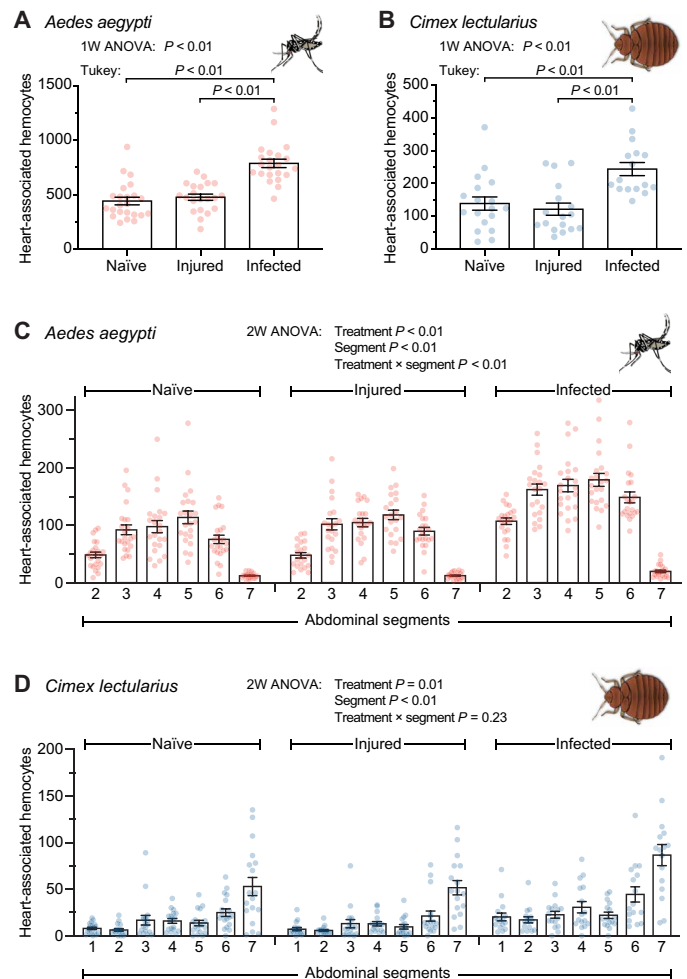 A Aedes aegypti
1W ANOVA: P < 0.01
Tukey: P < 0.01
P < 0.01
Heart-associated hemocytes
1500
1000
500
0
Naïve Injured Infected
B Cimex lectularius
1W ANOVA: P < 0.01
Tukey: P < 0.01
P < 0.01
Heart-associated hemocytes
500
400
300
200
100
0
Naïve Injured Infected
C Aedes aegypti
2W ANOVA: Treatment P < 0.01
Segment P < 0.01
Treatment × segment P < 0.01
Naïve Injured Infected
Heart-associated hemocytes
300
200
100
0
2 3 4 5 6 7 2 3 4 5 6 7 2 3 4 5 6 7
Abdominal segments
D Cimex lectularius
2W ANOVA: Treatment P = 0.01
Segment P < 0.01
Treatment × segment P = 0.23
Naïve Injured Infected
Heart-associated hemocytes
200
150
100
50
0
1 2 3 4 5 6 7 1 2 3 4 5 6 7 1 2 3 4 5 6 7
Abdominal segments